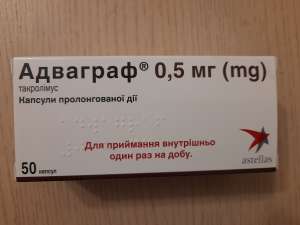 Адваграф® 0,5 мг (mg)
такролімус
Капсули пролонгованої дії
Для приймання внутрішньо
один раз на добу.
50 капсул
astellas